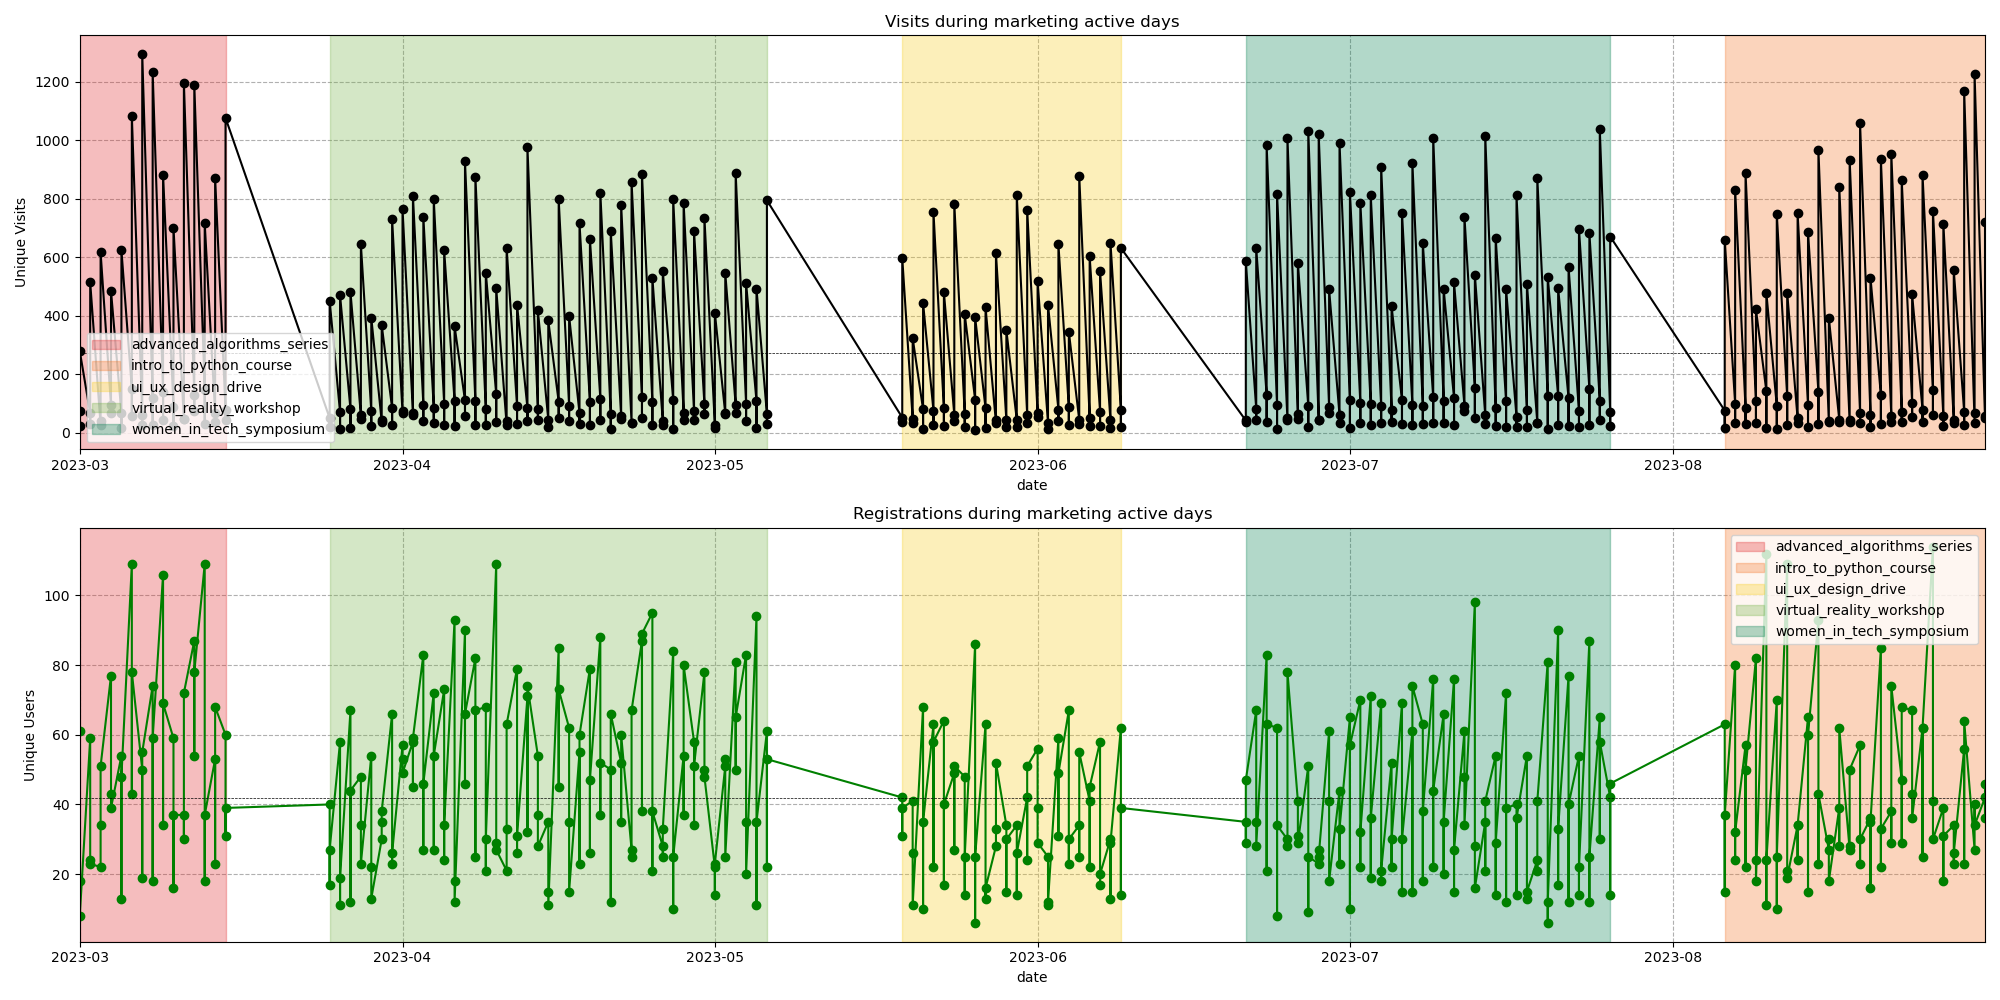 Visits during marketing active days
1200
1000
800
600
400
200
0
Unique Visits
advanced_algorithms_series
intro_to_python_course
ui_ux_design_drive
virtual_reality_workshop
women_in_tech_symposium
2023-03
2023-04
2023-05
2023-06
2023-07
2023-08
date
Registrations during marketing active days
100
80
60
40
20
Unique Users
advanced_algorithms_series
intro_to_python_course
ui_ux_design_drive
virtual_reality_workshop
women_in_tech_symposium
2023-03
2023-04
2023-05
2023-06
2023-07
2023-08
date